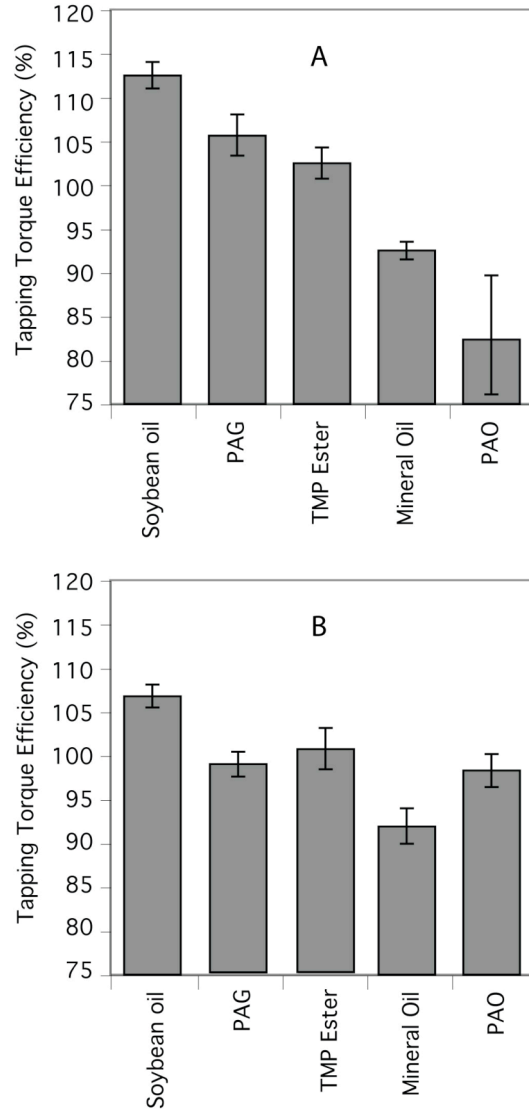 Tapping Torque Efficiency (%)
120
115
110
105
100
95
90
85
80
75
A
Soybean oil
PAG
TMP Ester
Mineral Oil
PAO
Tapping Torque Efficiency (%)
120
115
110
105
100
95
90
85
80
75
B
Soybean oil
PAG
TMP Ester
Mineral Oil
PAO